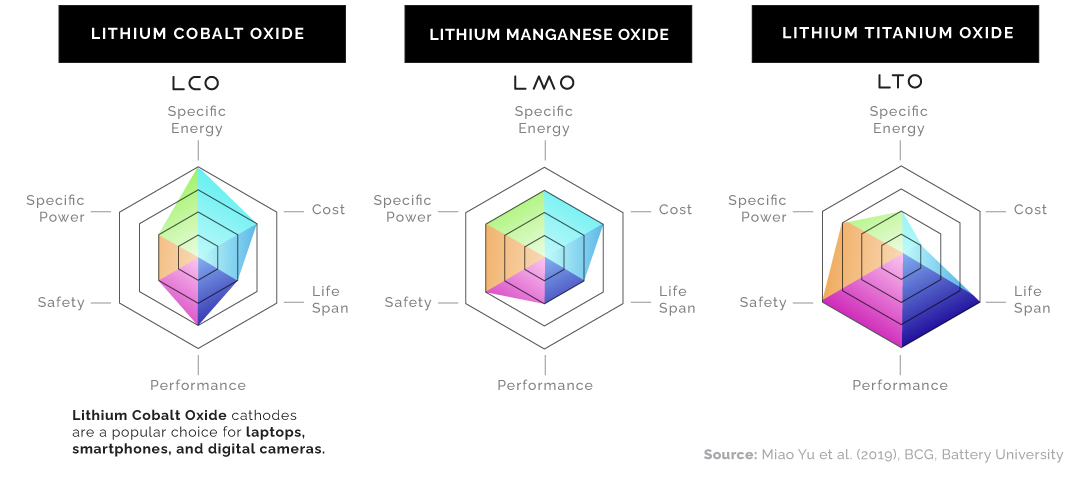 LITHIUM COBALT OXIDE
LCO
Specific
Energy
Specific
Power
Cost
Safety
Life
Span
Performance
Lithium Cobalt Oxide cathodes
are a popular choice for laptops,
smartphones, and digital cameras.
LITHIUM MANGANESE OXIDE
LMO
Specific
Energy
Specific
Power
Cost
Safety
Life
Span
Performance
LITHIUM TITANIUM OXIDE
LTO
Specific
Energy
Specific
Power
Cost
Safety
Life
Span
Performance
Source: Miao Yu et al. (2019), BCG, Battery University